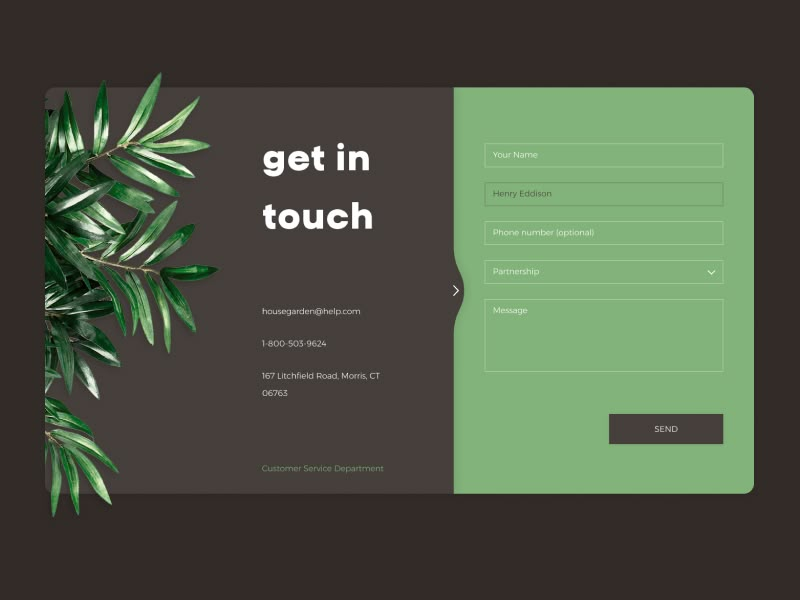 get in
touch
housegarden@help.com
1-800-503-9624
167 Litchfield Road, Morris, CT
06763
Customer Service Department
Your Name
Henry Eddison
Phone number (optional)
Partnership
Message
SEND